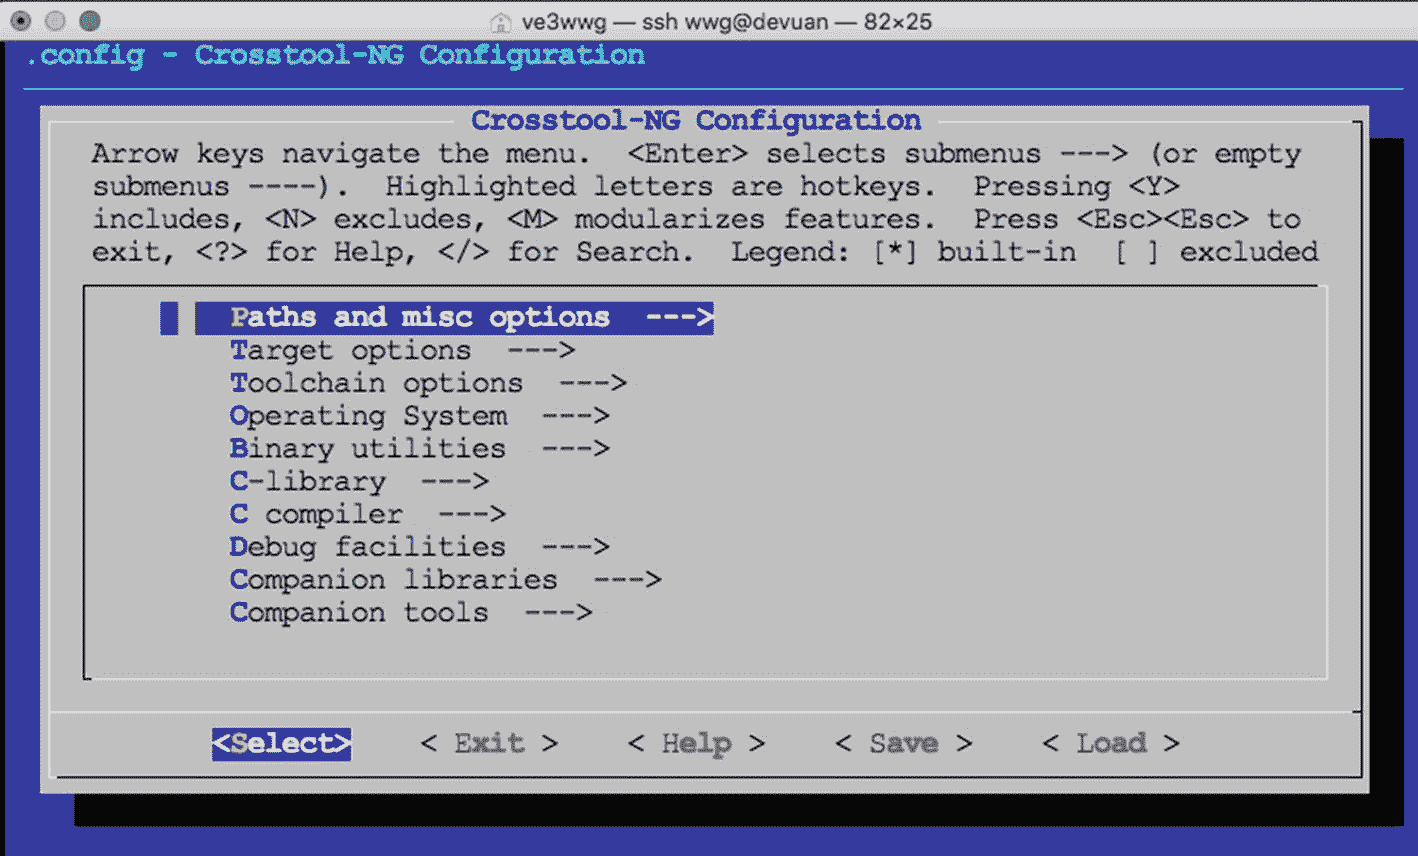 ve3wwg — ssh wwg@devuan — 82×25
.config - Crosstool-NG Configuration
Crosstool-NG Configuration
Arrow keys navigate the menu.  <Enter> selects submenus ---> (or empty
submenus ----).  Highlighted letters are hotkeys.  Pressing <Y>
includes, <N> excludes, <M> modularizes features.  Press <Esc><Esc> to
exit, <?> for Help, </> for Search.  Legend: [*] built-in  [ ] excluded
Paths and misc options  --->
Target options  --->
Toolchain options  --->
Operating System  --->
Binary utilities  --->
C-library  --->
C compiler  --->
Debug facilities  --->
Companion libraries  --->
Companion tools  --->
<Select>    < Exit >    < Help >    < Save >    < Load >